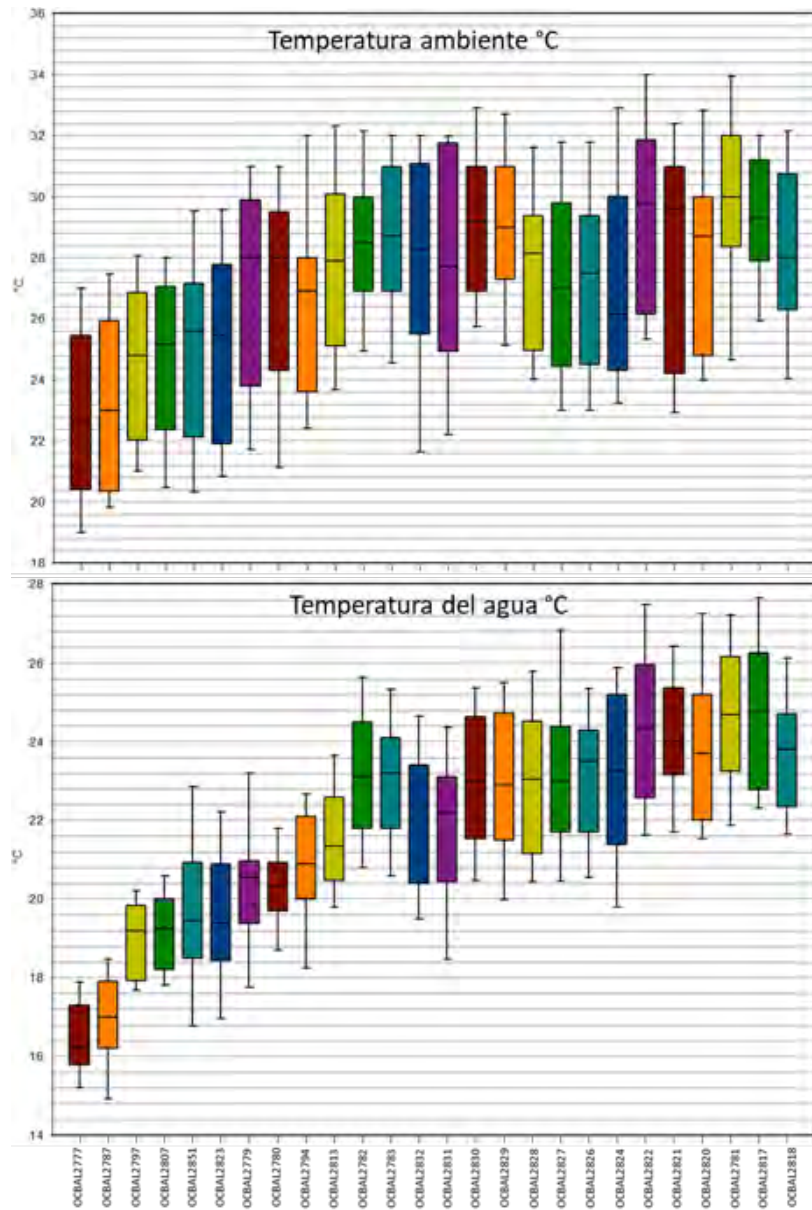 Temperatura ambiente °C
36
34
32
30
28
26
24
22
20
18
°C
Temperatura del agua °C
28
26
24
22
20
18
16
14
°C
OCBAL2777
OCBAL2787
OCBAL2797
OCBAL2807
OCBAL2851
OCBAL2823
OCBAL2779
OCBAL2780
OCBAL2794
OCBAL2813
OCBAL2782
OCBAL2783
OCBAL2832
OCBAL2831
OCBAL2830
OCBAL2829
OCBAL2828
OCBAL2827
OCBAL2826
OCBAL2824
OCBAL2822
OCBAL2821
OCBAL2820
OCBAL2781
OCBAL2817
OCBAL2818